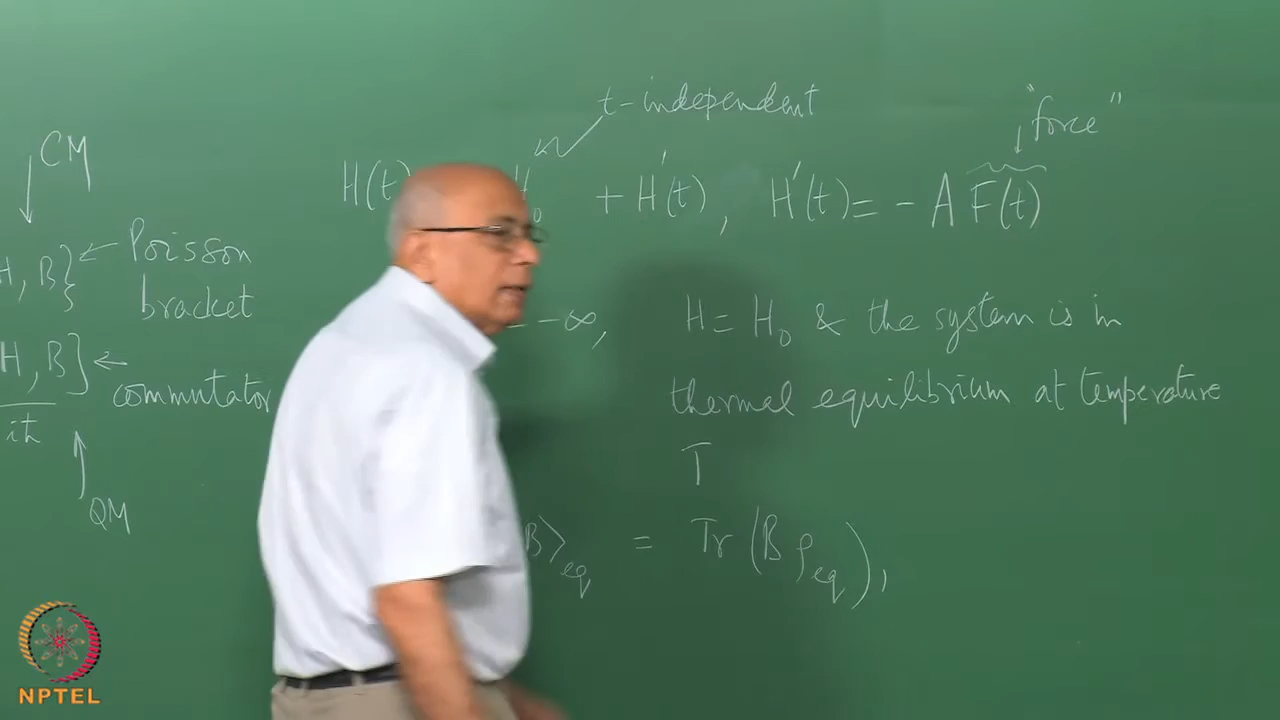 t-independent
"force"
CM
H(t) H₀ + H'(t), H'(t) = - A F(t)
H, B} ← Poisson
bracket
- ∞, H = H₀ & the system is in
H, B] ← commutator
iħ
thermal equilibrium at temperature
T
QM
B⟩eq = Tr (B ρeq),
NPTEL